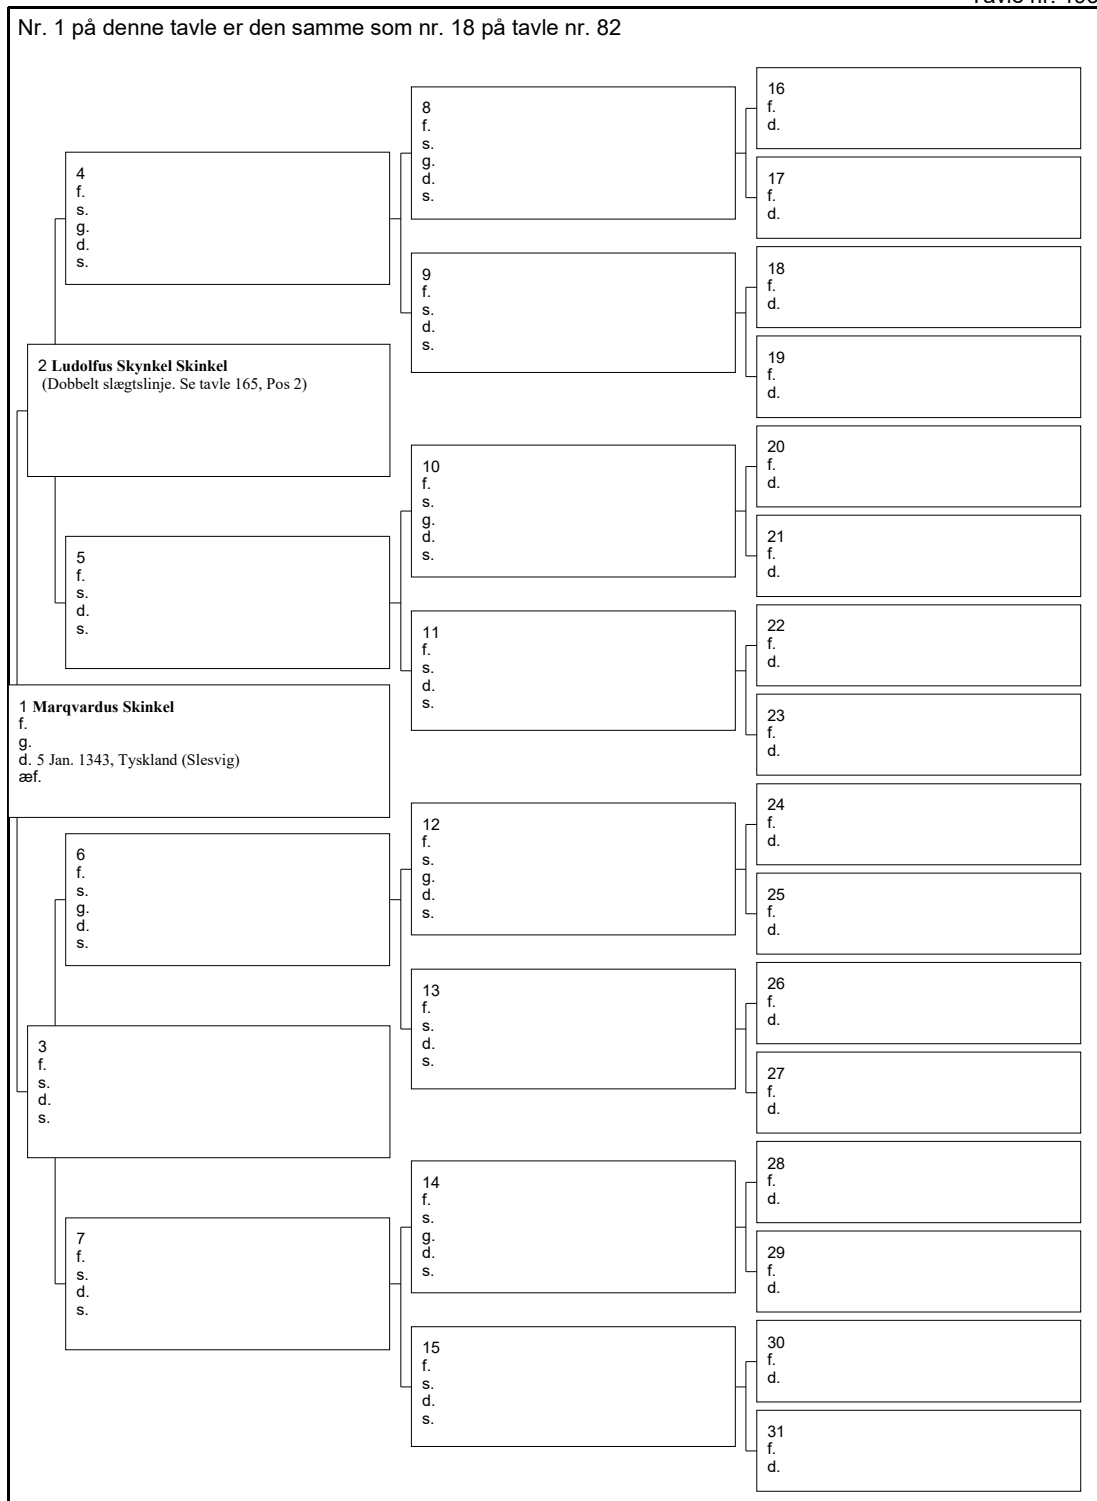 Nr. 1 på denne tavle er den samme som nr. 18 på tavle nr. 82
16
f.
d.
8
f.
s.
g.
d.
s.
17
f.
d.
4
f.
s.
g.
d.
s.
18
f.
d.
9
f.
s.
d.
s.
19
f.
d.
2 Ludolfus Skynkel Skinkel
(Dobbelt slægtslinje. Se tavle 165, Pos 2)
20
f.
d.
10
f.
s.
g.
d.
s.
21
f.
d.
5
f.
s.
d.
s.
22
f.
d.
11
f.
s.
d.
s.
23
f.
d.
1 Marqvardus Skinkel
f.
g.
d. 5 Jan. 1343, Tyskland (Slesvig)
æf.
24
f.
d.
12
f.
s.
g.
d.
s.
25
f.
d.
6
f.
s.
g.
d.
s.
26
f.
d.
13
f.
s.
d.
s.
27
f.
d.
3
f.
s.
d.
s.
28
f.
d.
14
f.
s.
g.
d.
s.
29
f.
d.
7
f.
s.
d.
s.
30
f.
d.
15
f.
s.
d.
s.
31
f.
d.